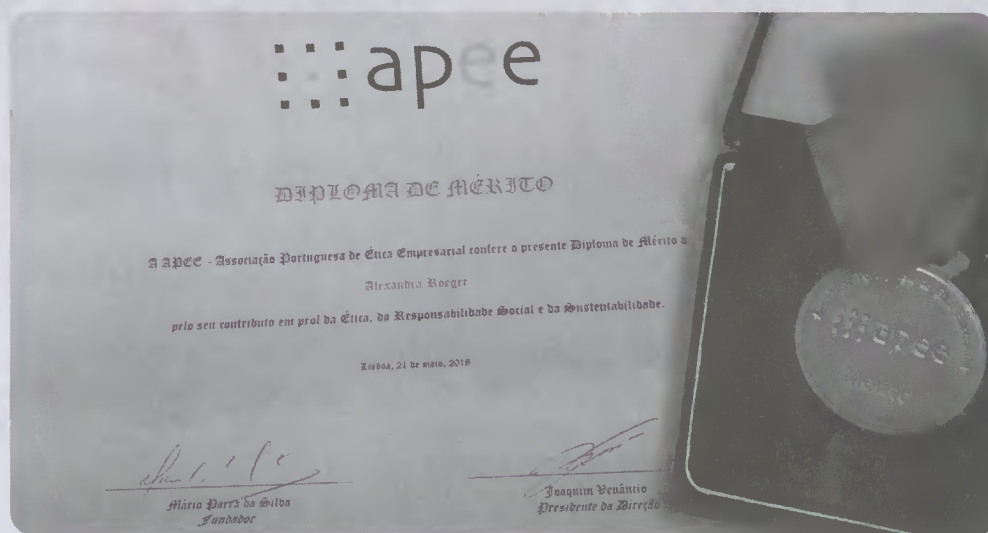 apee
DIPLOMA DE MÉRITO
A APEE - Associação Portuguesa de Ética Empresarial confere o presente Diploma de Mérito a
Alexandra Roeger
pelo seu contributo em prol da Ética, da Responsabilidade Social e da Sustentabilidade.
Lisboa, 21 de maio, 2018
Mário Parra da Silva
Fundador
Joaquim Venâncio
Presidente da Direção
apee